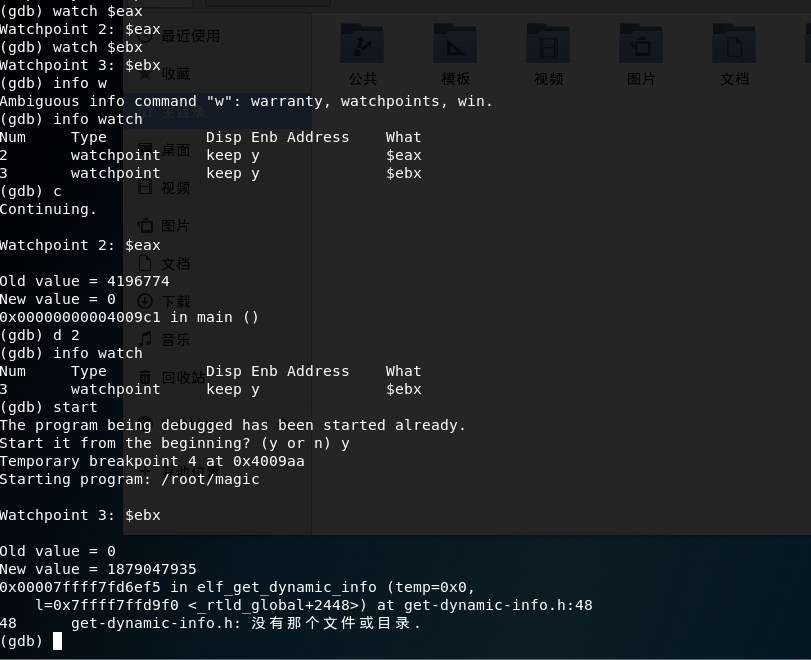 (gdb) watch $eax
Watchpoint 2: $eax
(gdb) watch $ebx
Watchpoint 3: $ebx
(gdb) info w
Ambiguous info command "w": warranty, watchpoints, win.
(gdb) info watch
Num     Type           Disp Enb Address    What
2       watchpoint     keep y              $eax
3       watchpoint     keep y              $ebx
(gdb) c
Continuing.
Watchpoint 2: $eax
Old value = 4196774
New value = 0
0x00000000004009c1 in main ()
(gdb) d 2
(gdb) info watch
Num     Type           Disp Enb Address    What
3       watchpoint     keep y              $ebx
(gdb) start
The program being debugged has been started already.
Start it from the beginning? (y or n) y
Temporary breakpoint 4 at 0x4009aa
Starting program: /root/magic
Watchpoint 3: $ebx
Old value = 0
New value = 1879047935
0x00007ffff7fd6ef5 in elf_get_dynamic_info (temp=0x0,
    l=0x7ffff7ffd9f0 <_rtld_global+2448>) at get-dynamic-info.h:48
48      get-dynamic-info.h: 没有那个文件或目录.
(gdb)
最近使用
收藏
主目录
桌面
视频
图片
文档
下载
音乐
回收站
公共
模板
视频
图片
文档